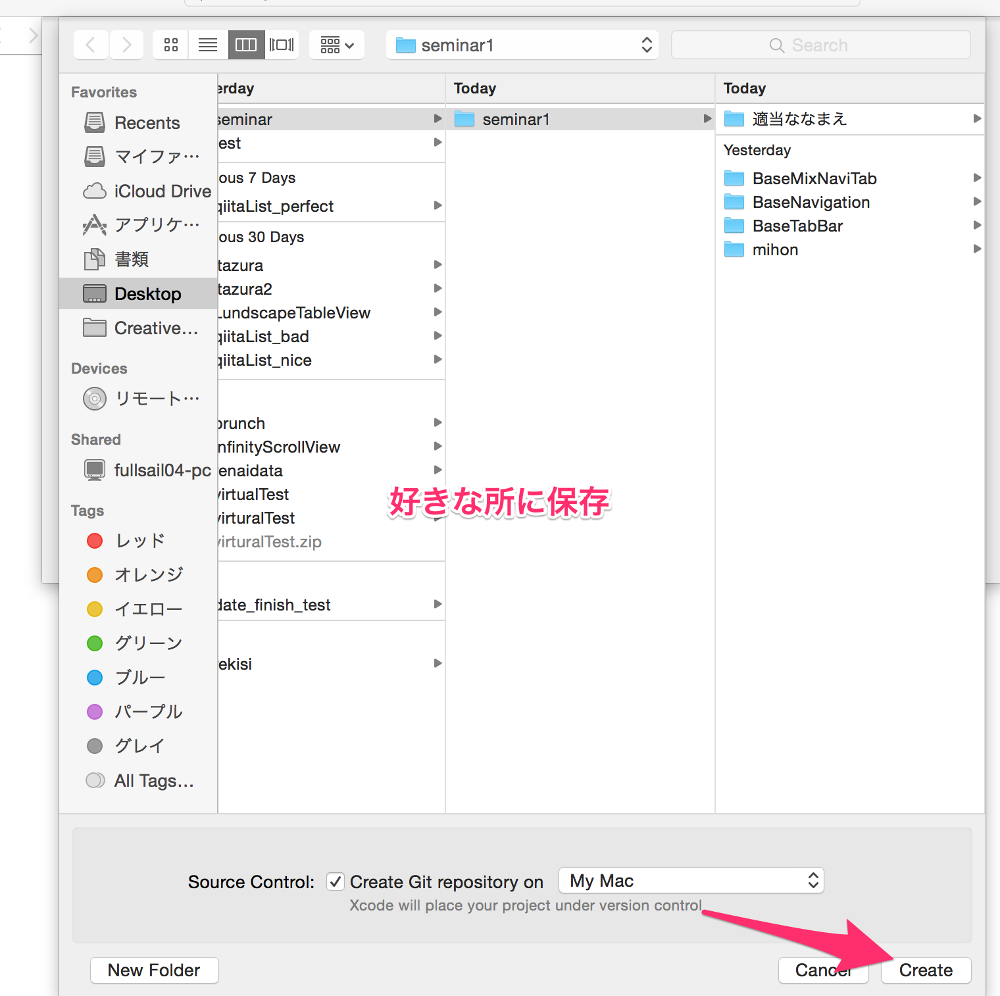 seminar1
Search
Favorites
Recents
マイファ…
iCloud Drive
アプリケ…
書類
Desktop
Creative…
Devices
リモート…
Shared
fullsail04-pc
Tags
レッド
オレンジ
イエロー
グリーン
ブルー
パープル
グレイ
All Tags…
erday
seminar
est
ous 7 Days
qiitaList_perfect
ous 30 Days
tazura
tazura2
LundscapeTableView
qiitaList_bad
qiitaList_nice
brunch
nfinityScrollView
enaidata
virtualTest
virturalTest
virturalTest.zip
date_finish_test
ekisi
Today
seminar1
Today
適当ななまえ
Yesterday
BaseMixNaviTab
BaseNavigation
BaseTabBar
mihon
好きな所に保存
Source Control: Create Git repository on My Mac
Xcode will place your project under version control
New Folder
Cancel
Create